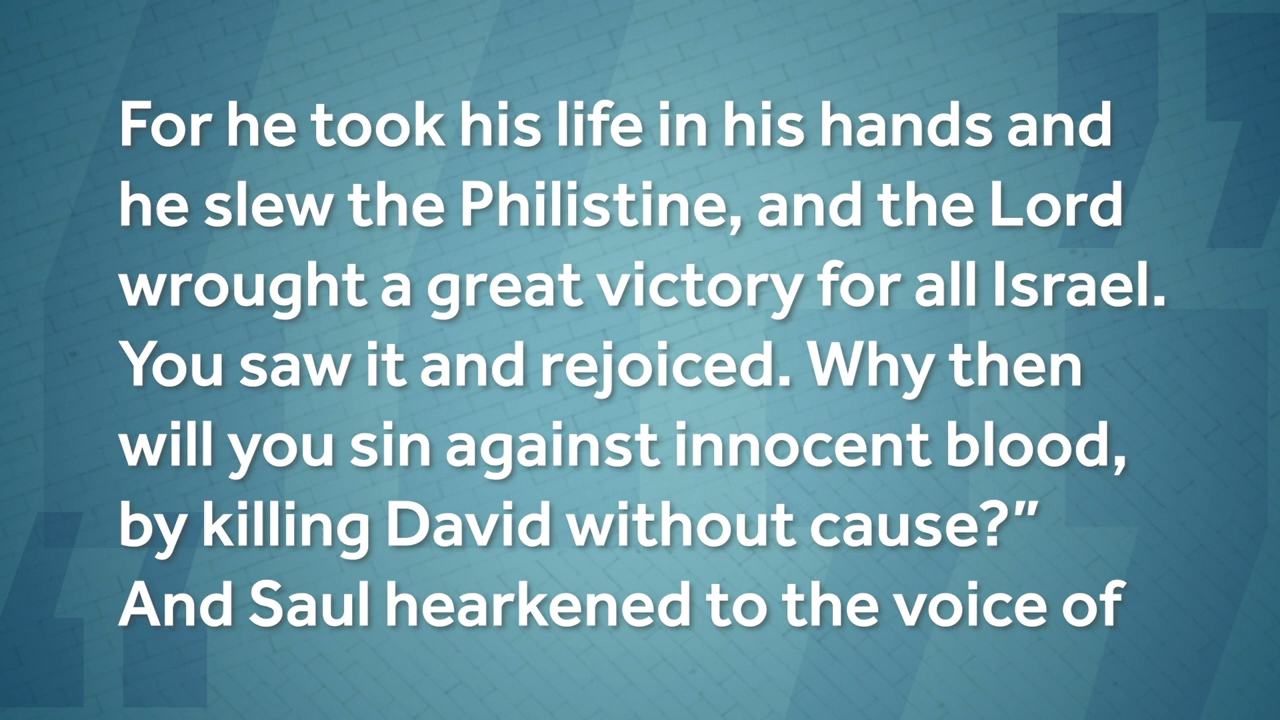 For he took his life in his hands and
he slew the Philistine, and the Lord
wrought a great victory for all Israel.
You saw it and rejoiced. Why then
will you sin against innocent blood,
by killing David without cause?”
And Saul hearkened to the voice of